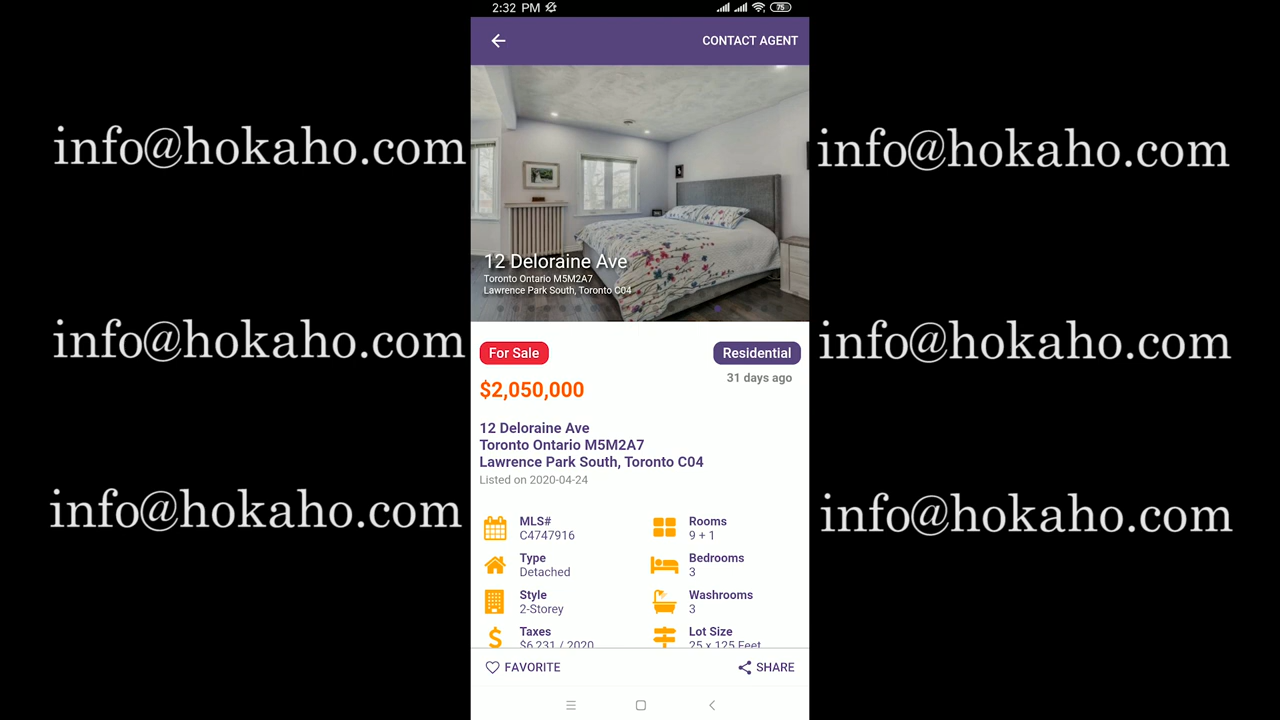 2:32 PM
75
CONTACT AGENT
info@hokaho.com
info@hokaho.com
12 Deloraine Ave
Toronto Ontario M5M2A7
Lawrence Park South, Toronto C04
For Sale
Residential
31 days ago
$2,050,000
info@hokaho.com
info@hokaho.com
12 Deloraine Ave
Toronto Ontario M5M2A7
Lawrence Park South, Toronto C04
Listed on 2020-04-24
info@hokaho.com
info@hokaho.com
MLS#
C4747916
Rooms
9 + 1
Type
Detached
Bedrooms
3
Style
2-Storey
Washrooms
3
Taxes
$6,231 / 2020
Lot Size
25 x 125 Feet
FAVORITE
SHARE